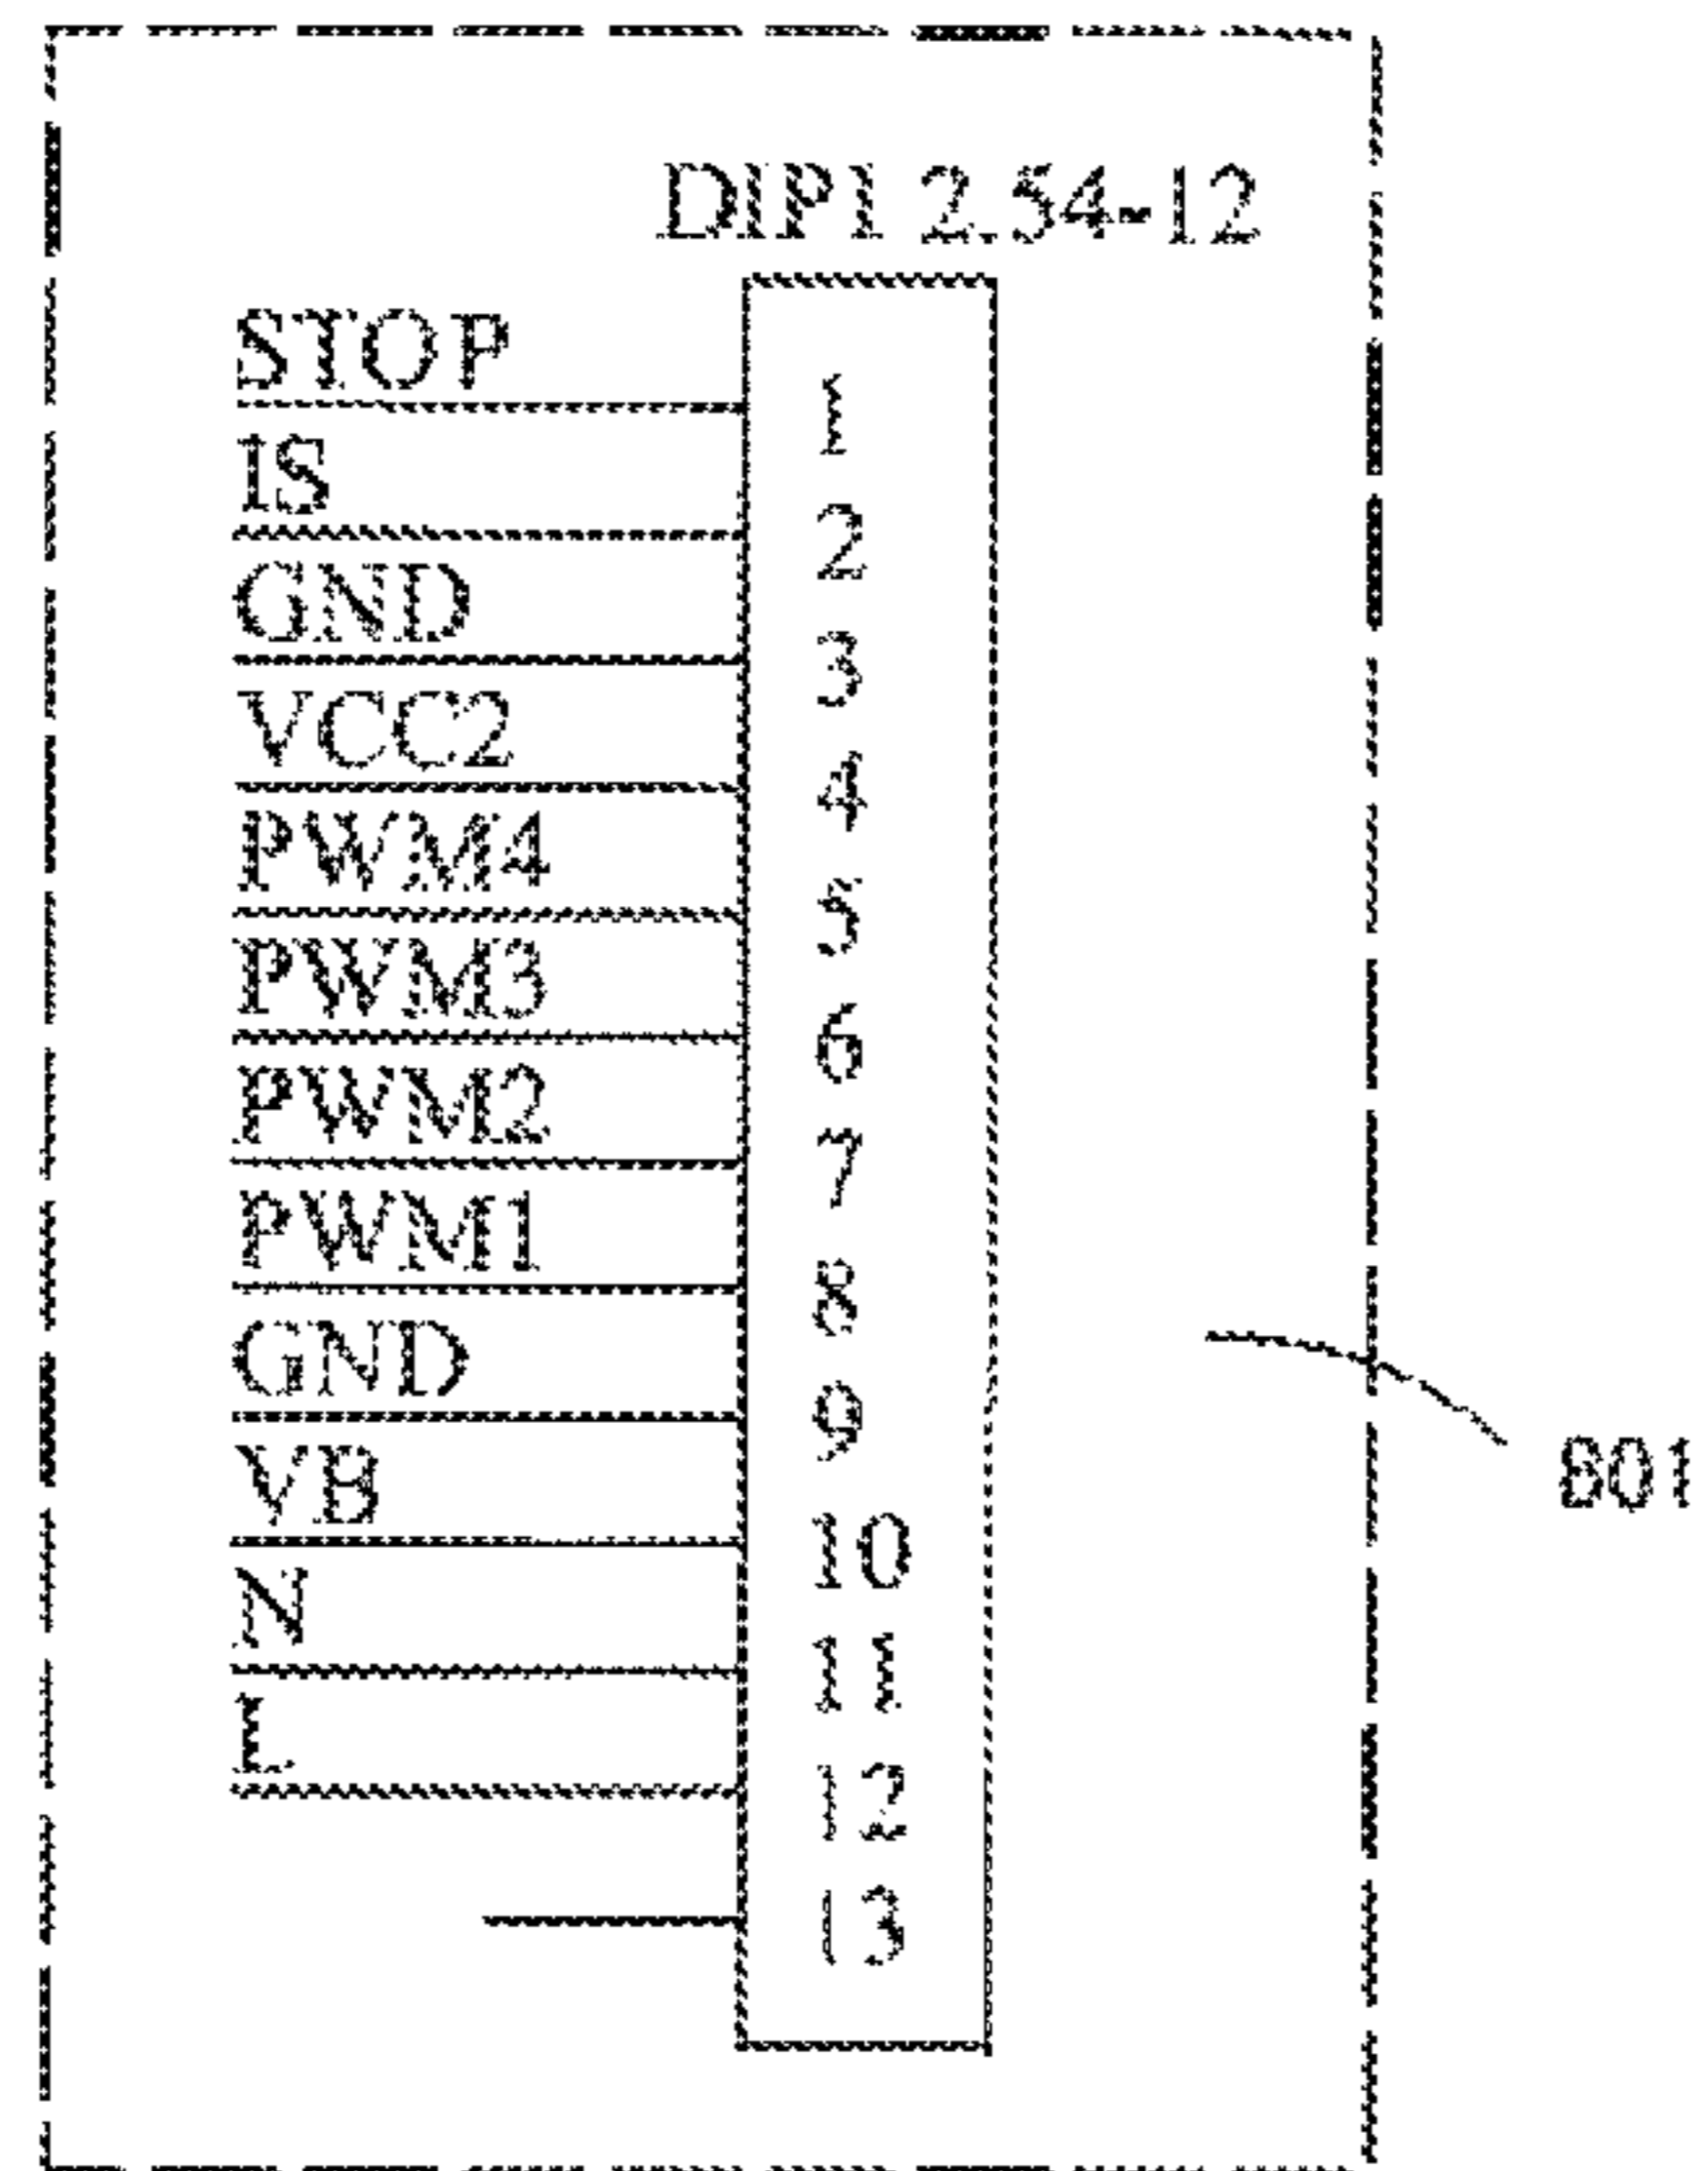 DIP1 2.54-12
STOP 1
IS 2
GND 3
VCC2 4
PWM4 5
PWM3 6
PWM2 7
PWM1 8
GND 9
VB 10
N 11
L 12
13
801